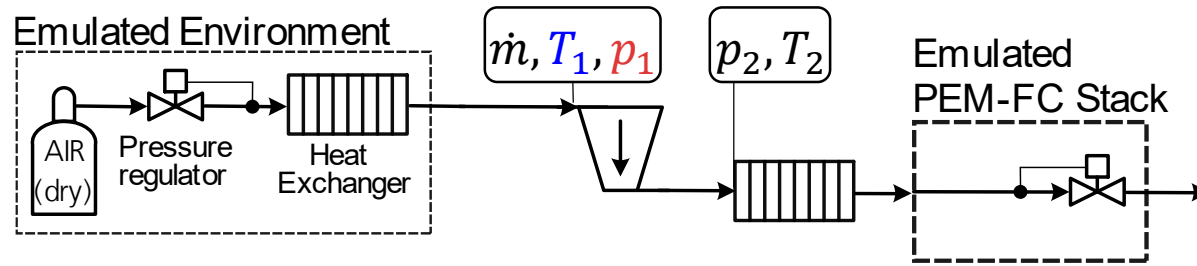 Emulated Environment
AIR
(dry)
Pressure
regulator
Heat
Exchanger
ṁ, T₁, p₁
p₂, T₂
Emulated
PEM-FC Stack